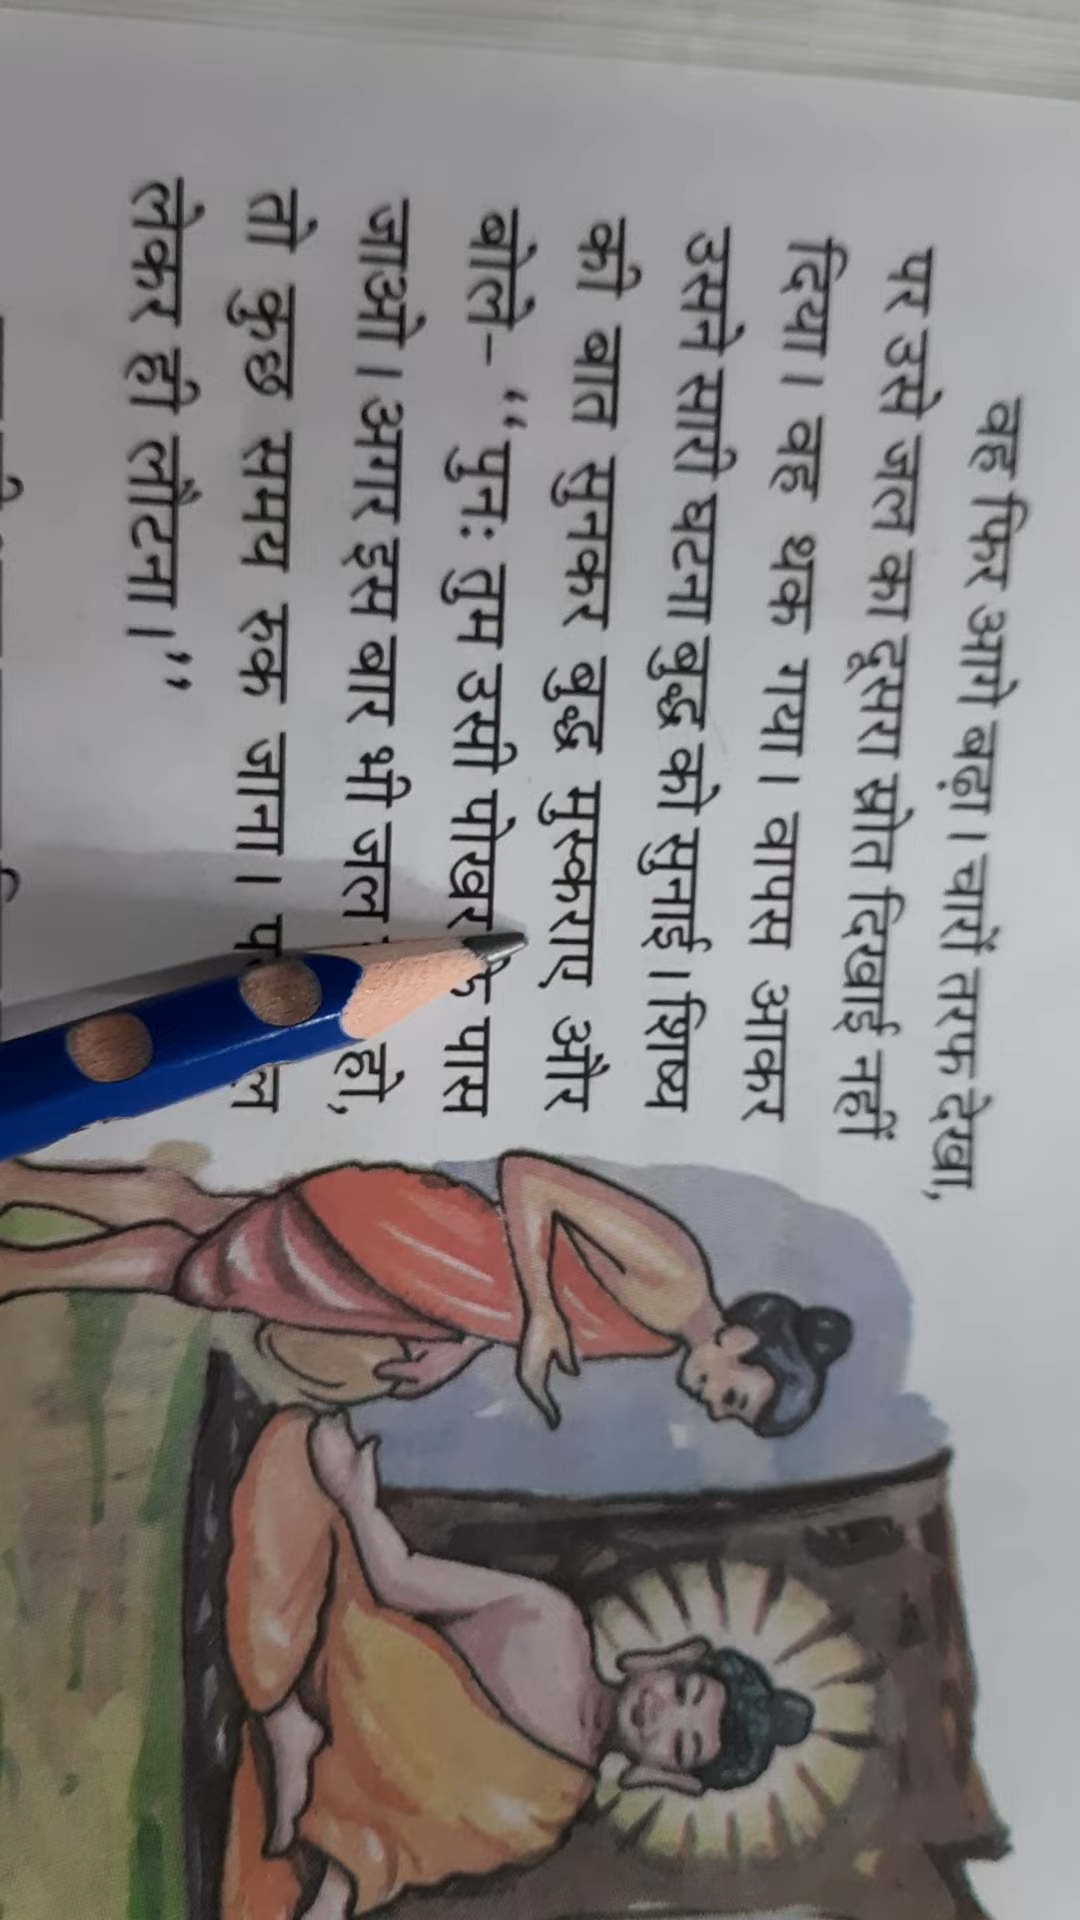 वह फिर आगे बढ़ा। चारों तरफ देखा,
पर उसे जल का दूसरा स्रोत दिखाई नहीं
दिया। वह थक गया। वापस आकर
उसने सारी घटना बुद्ध को सुनाई। शिष्य
की बात सुनकर बुद्ध मुस्कराए और
बोले- “पुनः तुम उसी पोखर के पास
जाओ। अगर इस बार भी जल हो,
तो कुछ समय रुक जाना। 
लेकर ही लौटना।”